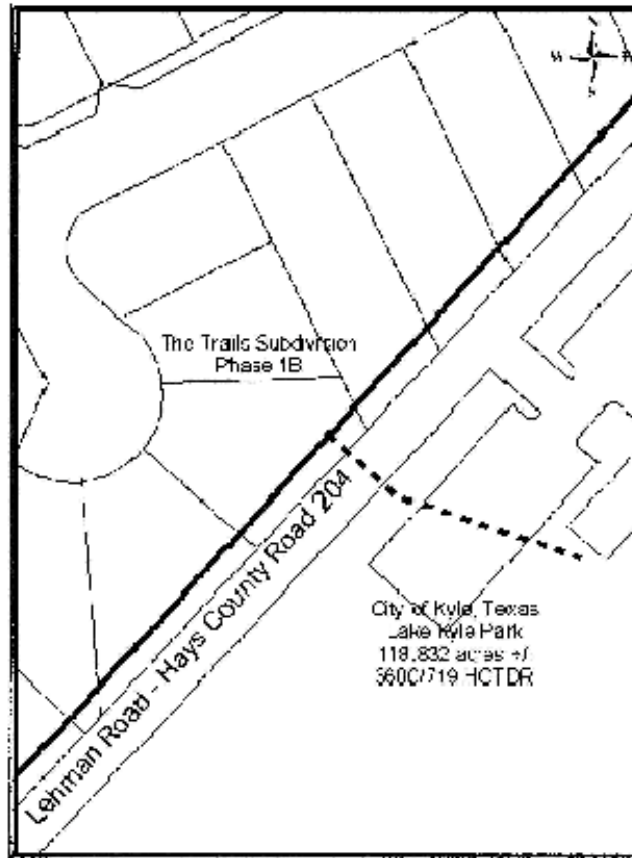 N
W E
S
The Trails Subdivision
Phase 1B
Lehman Road - Hays County Road 204
City of Kyle, Texas
Lake Kyle Park
118.832 acres +/-
3600/719 HCTDR